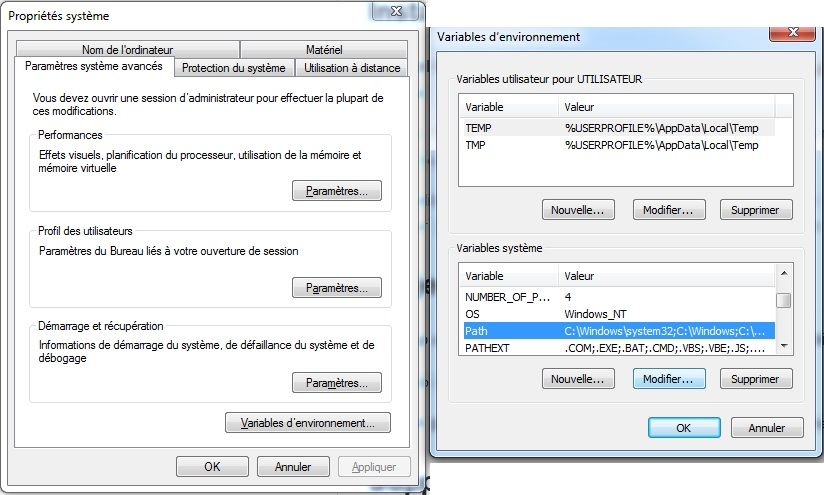 Propriétés système
Nom de l'ordinateur
Matériel
Paramètres système avancés
Protection du système
Utilisation à distance
Vous devez ouvrir une session d'administrateur pour effectuer la plupart de
ces modifications.
Performances
Effets visuels, planification du processeur, utilisation de la mémoire et
mémoire virtuelle
Paramètres...
Profil des utilisateurs
Paramètres du Bureau liés à votre ouverture de session
Paramètres...
Démarrage et récupération
Informations de démarrage du système, de défaillance du système et de
débogage
Paramètres...
Variables d'environnement...
OK
Annuler
Appliquer
Variables d'environnement
Variables utilisateur pour UTILISATEUR
Variable Valeur
TEMP %USERPROFILE%\AppData\Local\Temp
TMP %USERPROFILE%\AppData\Local\Temp
Nouvelle...
Modifier...
Supprimer
Variables système
Variable Valeur
NUMBER_OF_P... 4
OS Windows_NT
Path C:\Windows\system32;C:\Windows;C:\...
PATHEXT .COM;.EXE;.BAT;.CMD;.VBS;.VBE;.JS;....
Nouvelle...
Modifier...
Supprimer
OK
Annuler